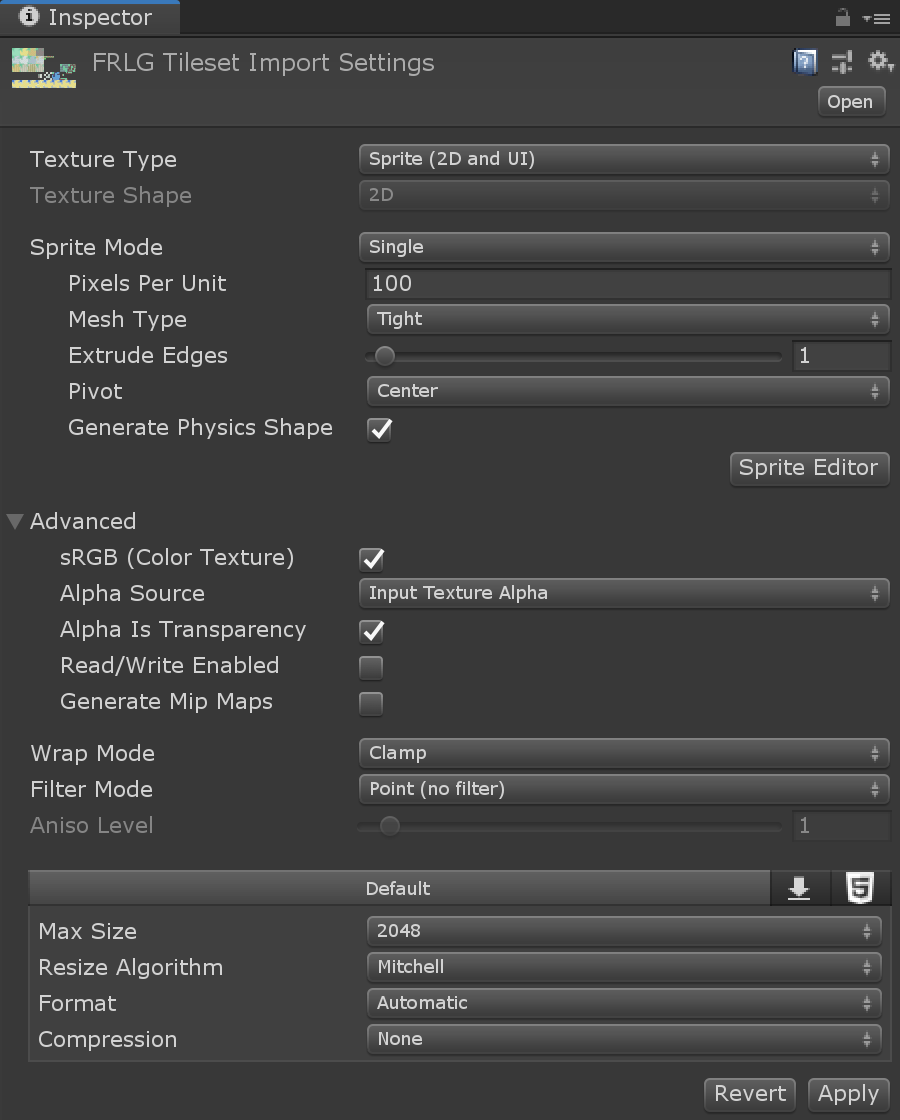 Inspector
FRLG Tileset Import Settings
Open
Texture Type Sprite (2D and UI)
Texture Shape 2D
Sprite Mode Single
Pixels Per Unit 100
Mesh Type Tight
Extrude Edges 1
Pivot Center
Generate Physics Shape
Sprite Editor
Advanced
sRGB (Color Texture)
Alpha Source Input Texture Alpha
Alpha Is Transparency
Read/Write Enabled
Generate Mip Maps
Wrap Mode Clamp
Filter Mode Point (no filter)
Aniso Level 1
Default
Max Size 2048
Resize Algorithm Mitchell
Format Automatic
Compression None
Revert Apply